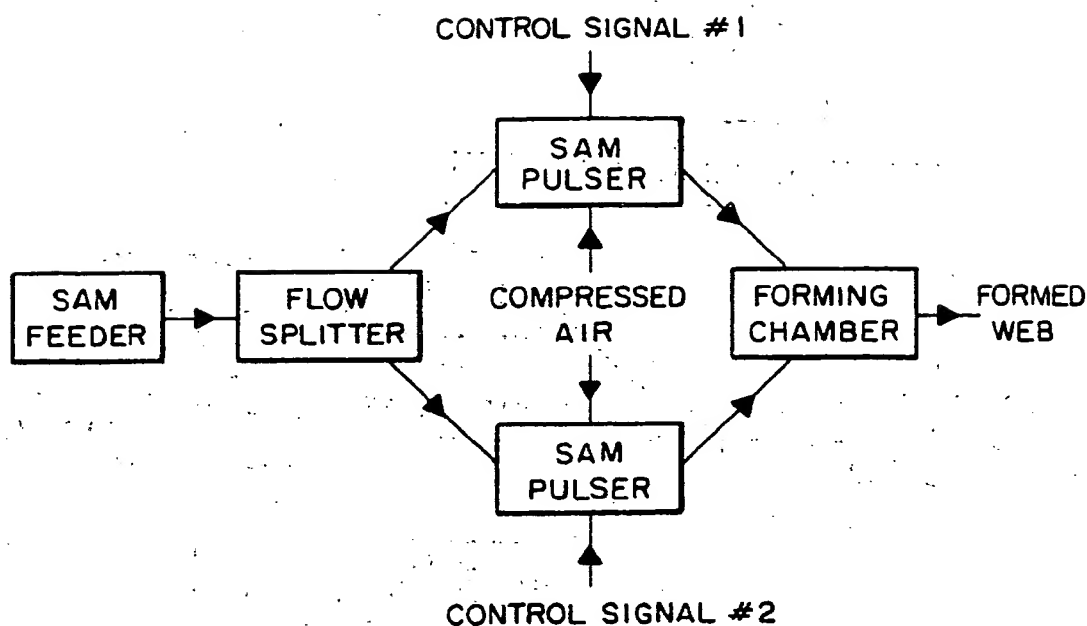 CONTROL SIGNAL #1
SAM
PULSER
SAM
FEEDER
FLOW
SPLITTER
COMPRESSED
AIR
FORMING
CHAMBER
FORMED
WEB
SAM
PULSER
CONTROL SIGNAL #2